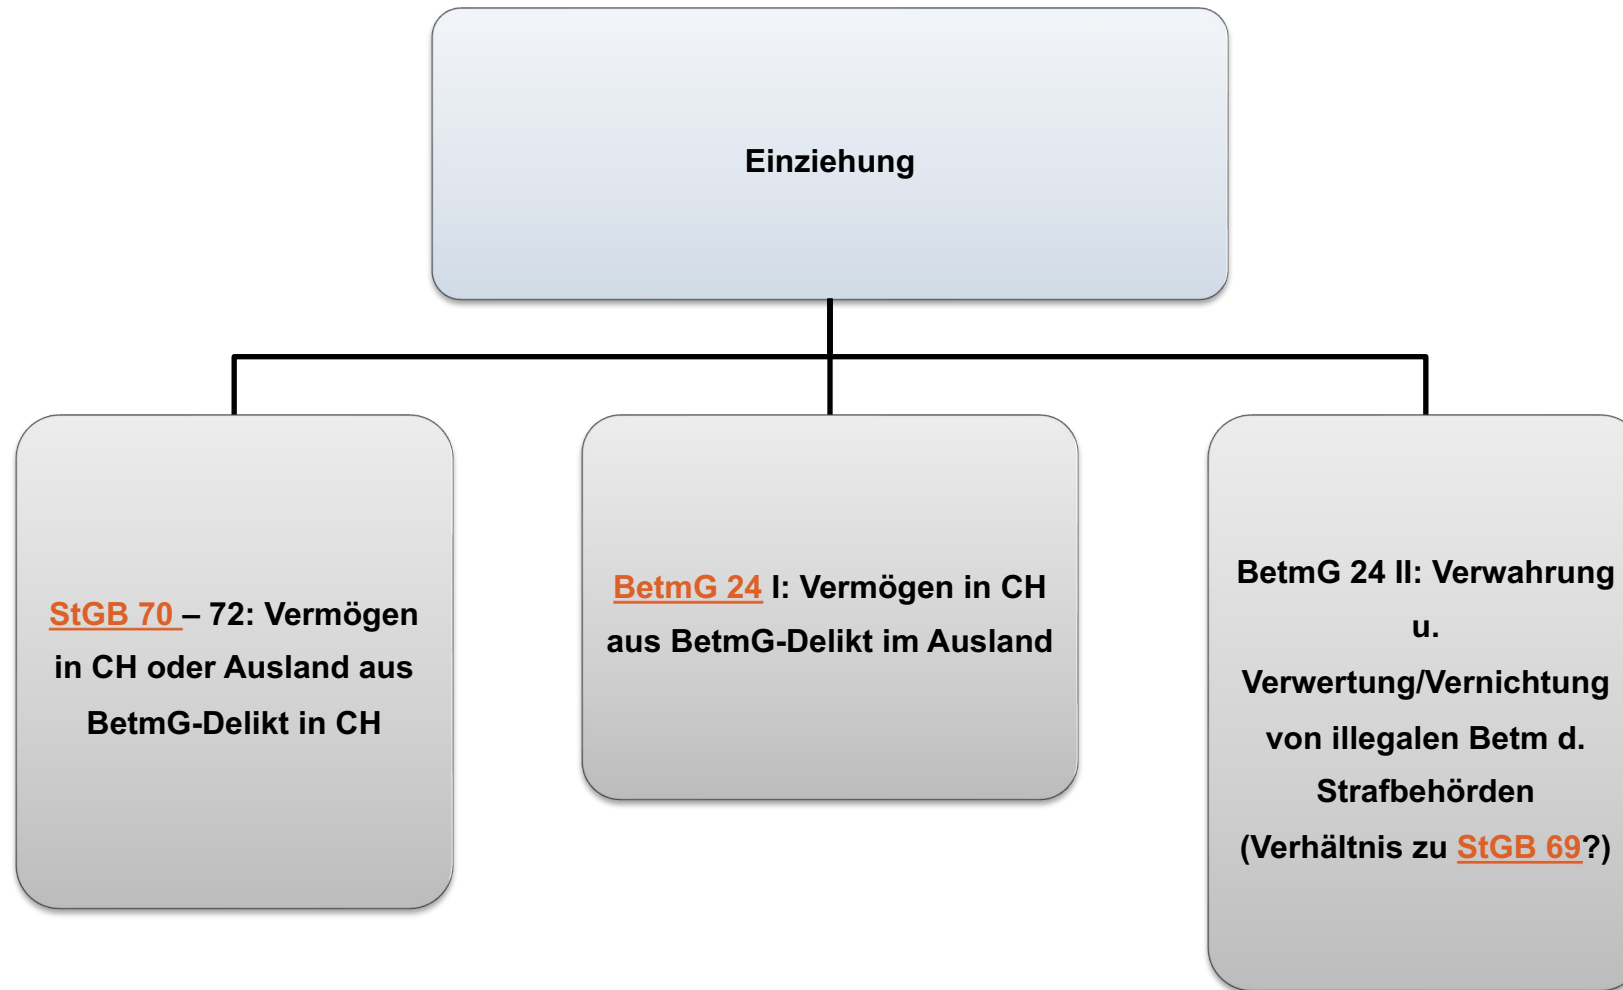 Einziehung
StGB 70 – 72: Vermögen
in CH oder Ausland aus
BetmG-Delikt in CH
BetmG 24 I: Vermögen in CH
aus BetmG-Delikt im Ausland
BetmG 24 II: Verwahrung
u.
Verwertung/Vernichtung
von illegalen Betm d.
Strafbehörden
(Verhältnis zu StGB 69?)